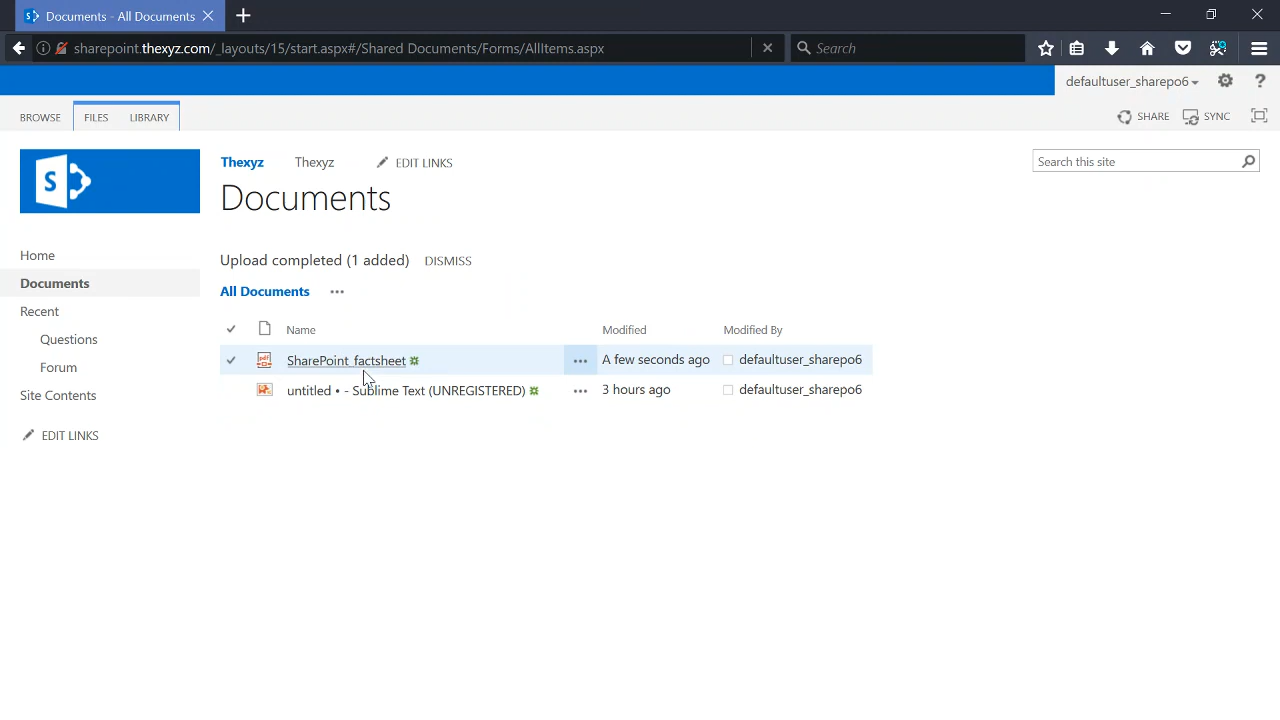 Documents - All Documents
sharepoint.thexyz.com/_layouts/15/start.aspx#/Shared Documents/Forms/AllItems.aspx
Search
defaultuser_sharepo6
?
BROWSE
FILES
LIBRARY
SHARE
SYNC
S
Thexyz
Thexyz
EDIT LINKS
Search this site
Documents
Home
Documents
Recent
Questions
Forum
Site Contents
EDIT LINKS
Upload completed (1 added) DISMISS
All Documents ...
Name Modified Modified By
SharePoint_factsheet ... A few seconds ago defaultuser_sharepo6
untitled • - Sublime Text (UNREGISTERED) ... 3 hours ago defaultuser_sharepo6